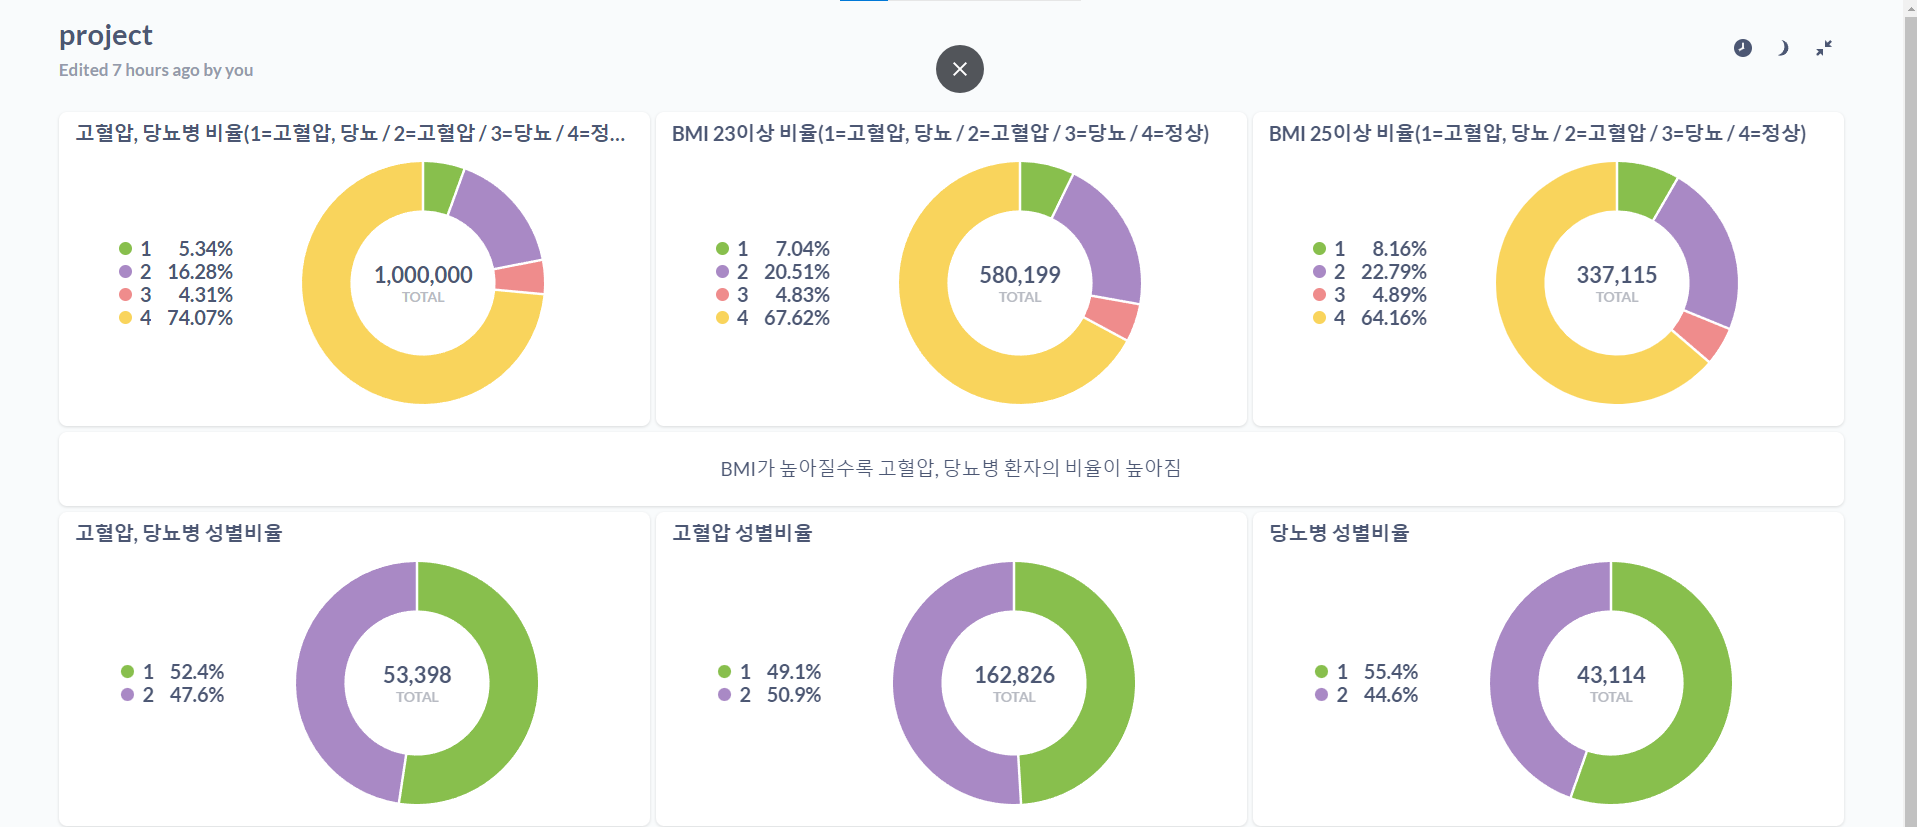 project
Edited 7 hours ago by you
고혈압, 당뇨병 비율(1=고혈압, 당뇨 / 2=고혈압 / 3=당뇨 / 4=정...
1 5.34%
2 16.28%
3 4.31%
4 74.07%
1,000,000
TOTAL
BMI 23이상 비율(1=고혈압, 당뇨 / 2=고혈압 / 3=당뇨 / 4=정상)
1 7.04%
2 20.51%
3 4.83%
4 67.62%
580,199
TOTAL
BMI 25이상 비율(1=고혈압, 당뇨 / 2=고혈압 / 3=당뇨 / 4=정상)
1 8.16%
2 22.79%
3 4.89%
4 64.16%
337,115
TOTAL
BMI가 높아질수록 고혈압, 당뇨병 환자의 비율이 높아짐
고혈압, 당뇨병 성별비율
1 52.4%
2 47.6%
53,398
TOTAL
고혈압 성별비율
1 49.1%
2 50.9%
162,826
TOTAL
당노병 성별비율
1 55.4%
2 44.6%
43,114
TOTAL